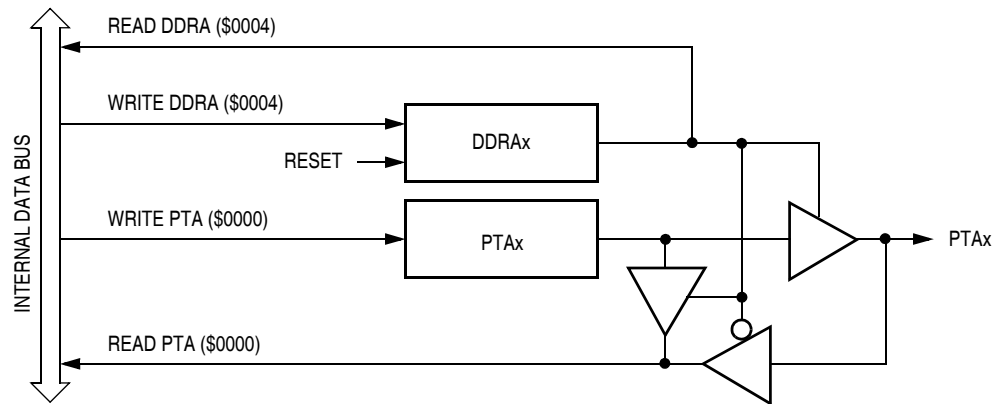 READ DDRA ($0004)
WRITE DDRA ($0004)
DDRAx
RESET
INTERNAL DATA BUS
WRITE PTA ($0000)
PTAx
PTAx
READ PTA ($0000)